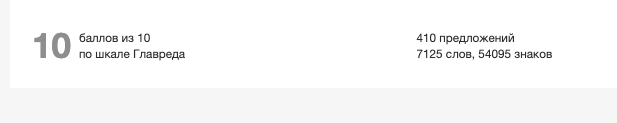 10 баллов из 10
по шкале Главреда
410 предложений
7125 слов, 54095 знаков